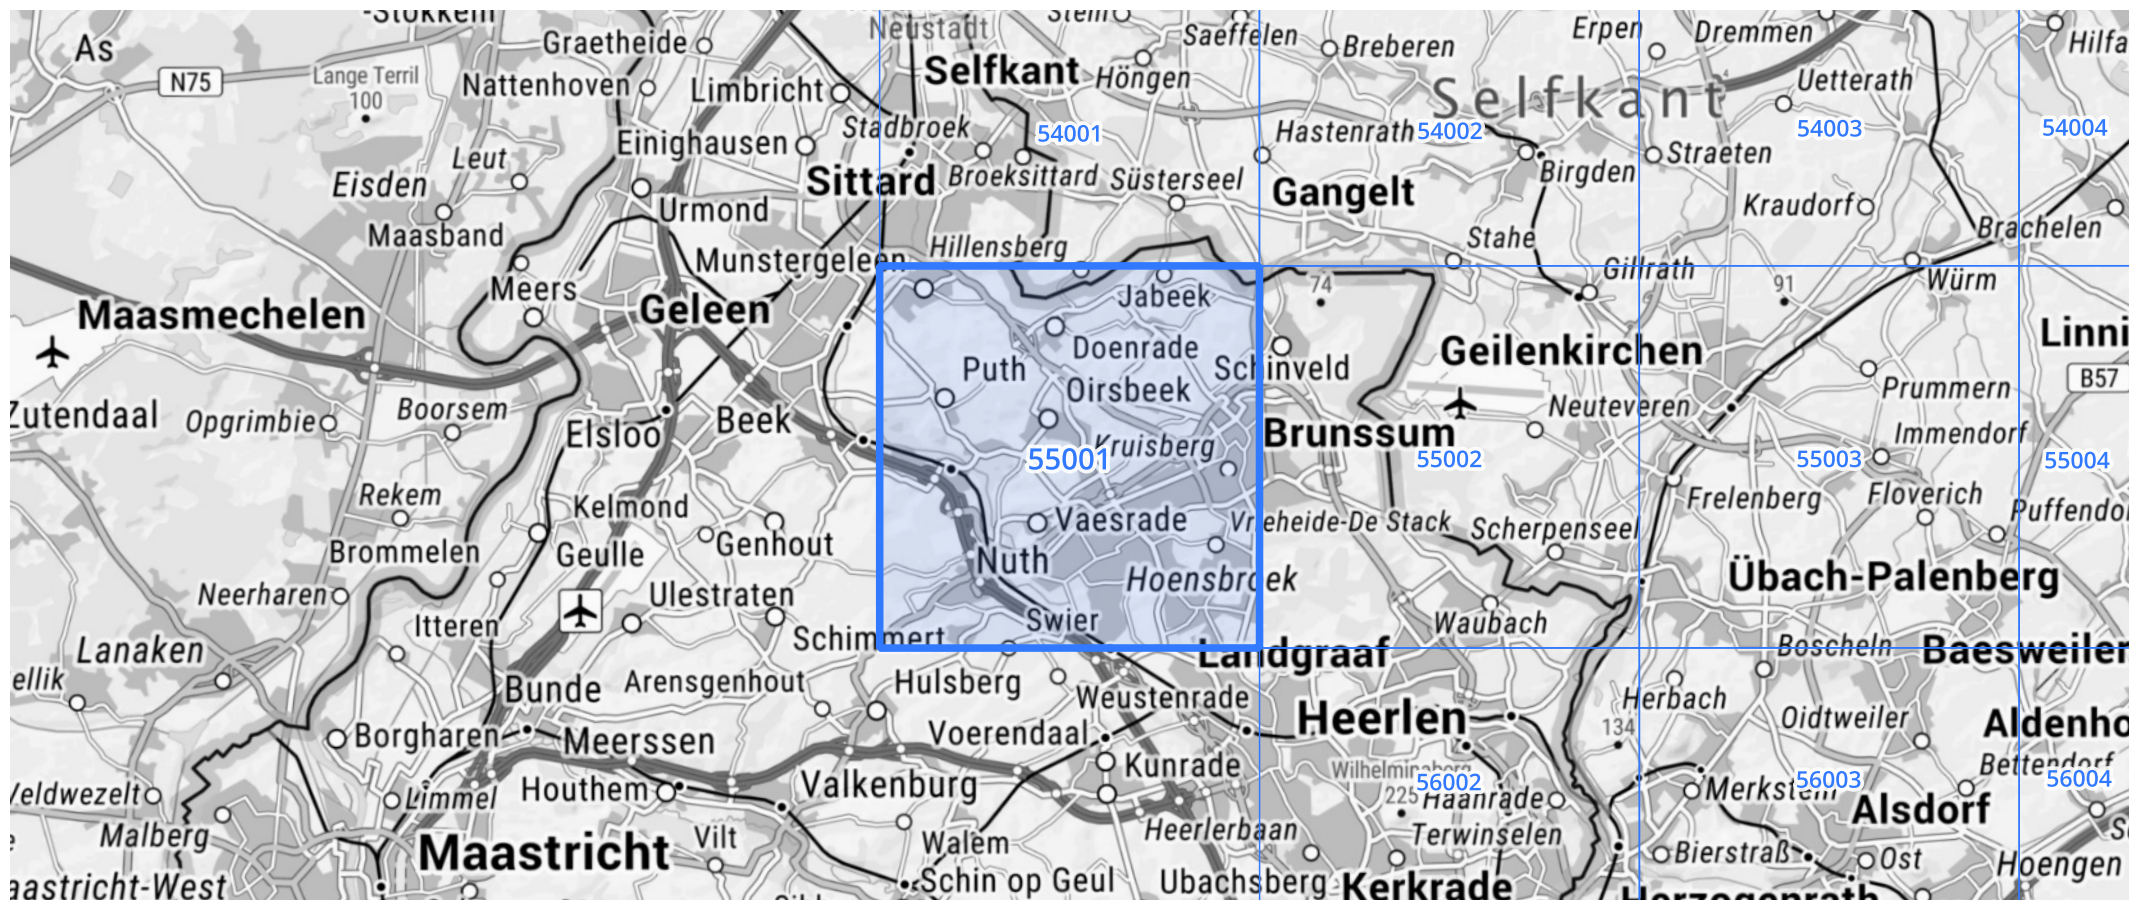 -Stokkem
Neustadt
Stein
Saeffelen
Erpen
Dremmen
As
Graetheide
Breberen
Hilfa
N75
Lange Terril
100
Nattenhoven
Limbricht
Selfkant
Höngen
Selfkant
Uetterath
Stadbroek
54001
Hastenrath
54002
54003
54004
Einighausen
Leut
Straeten
Eisden
Sittard
Broeksittard
Süsterseel
Gangelt
Birgden
Urmond
Kraudorf
Maasband
Hillensberg
Stahe
Brachelen
Munstergeleen
Gillrath
Meers
Jabeek
74
91
Würm
Maasmechelen
Geleen
Doenrade
Geilenkirchen
Linni
Puth
Schinveld
B57
Oirsbeek
Prummern
Zutendaal
Opgrimbie
Boorsem
Beek
Neuteveren
Elsloo
Kruisberg
Brunssum
Immendorf
55001
55002
55003
55004
Rekem
Kelmond
Frelenberg
Floverich
Puffendo
Vaesrade
Vrieheide-De Stack
Scherpenseel
Brommelen
Geulle
Genhout
Nuth
Hoensbroek
Übach-Palenberg
Neerharen
Ulestraten
Itteren
Schimmert
Swier
Waubach
Lanaken
Landgraaf
Boscheln
Baesweiler
ellik
Bunde
Arensgenhout
Hulsberg
Weustenrade
Herbach
Borgharen
Meerssen
Voerendaal
Heerlen
134
Oidtweiler
Aldenho
Kunrade
Wilhelminaberg
225
56002
56003
Bettendorf
56004
Veldwezelt
Limmel
Houthem
Valkenburg
Haanrade
Merkstein
Alsdorf
Malberg
Vilt
Heerlerbaan
Terwinselen
Maastricht
Walem
Bierstraß
Ost
Hoengen
aastricht-West
Schin op Geul
Ubachsberg
Kerkrade
Herzogenrath